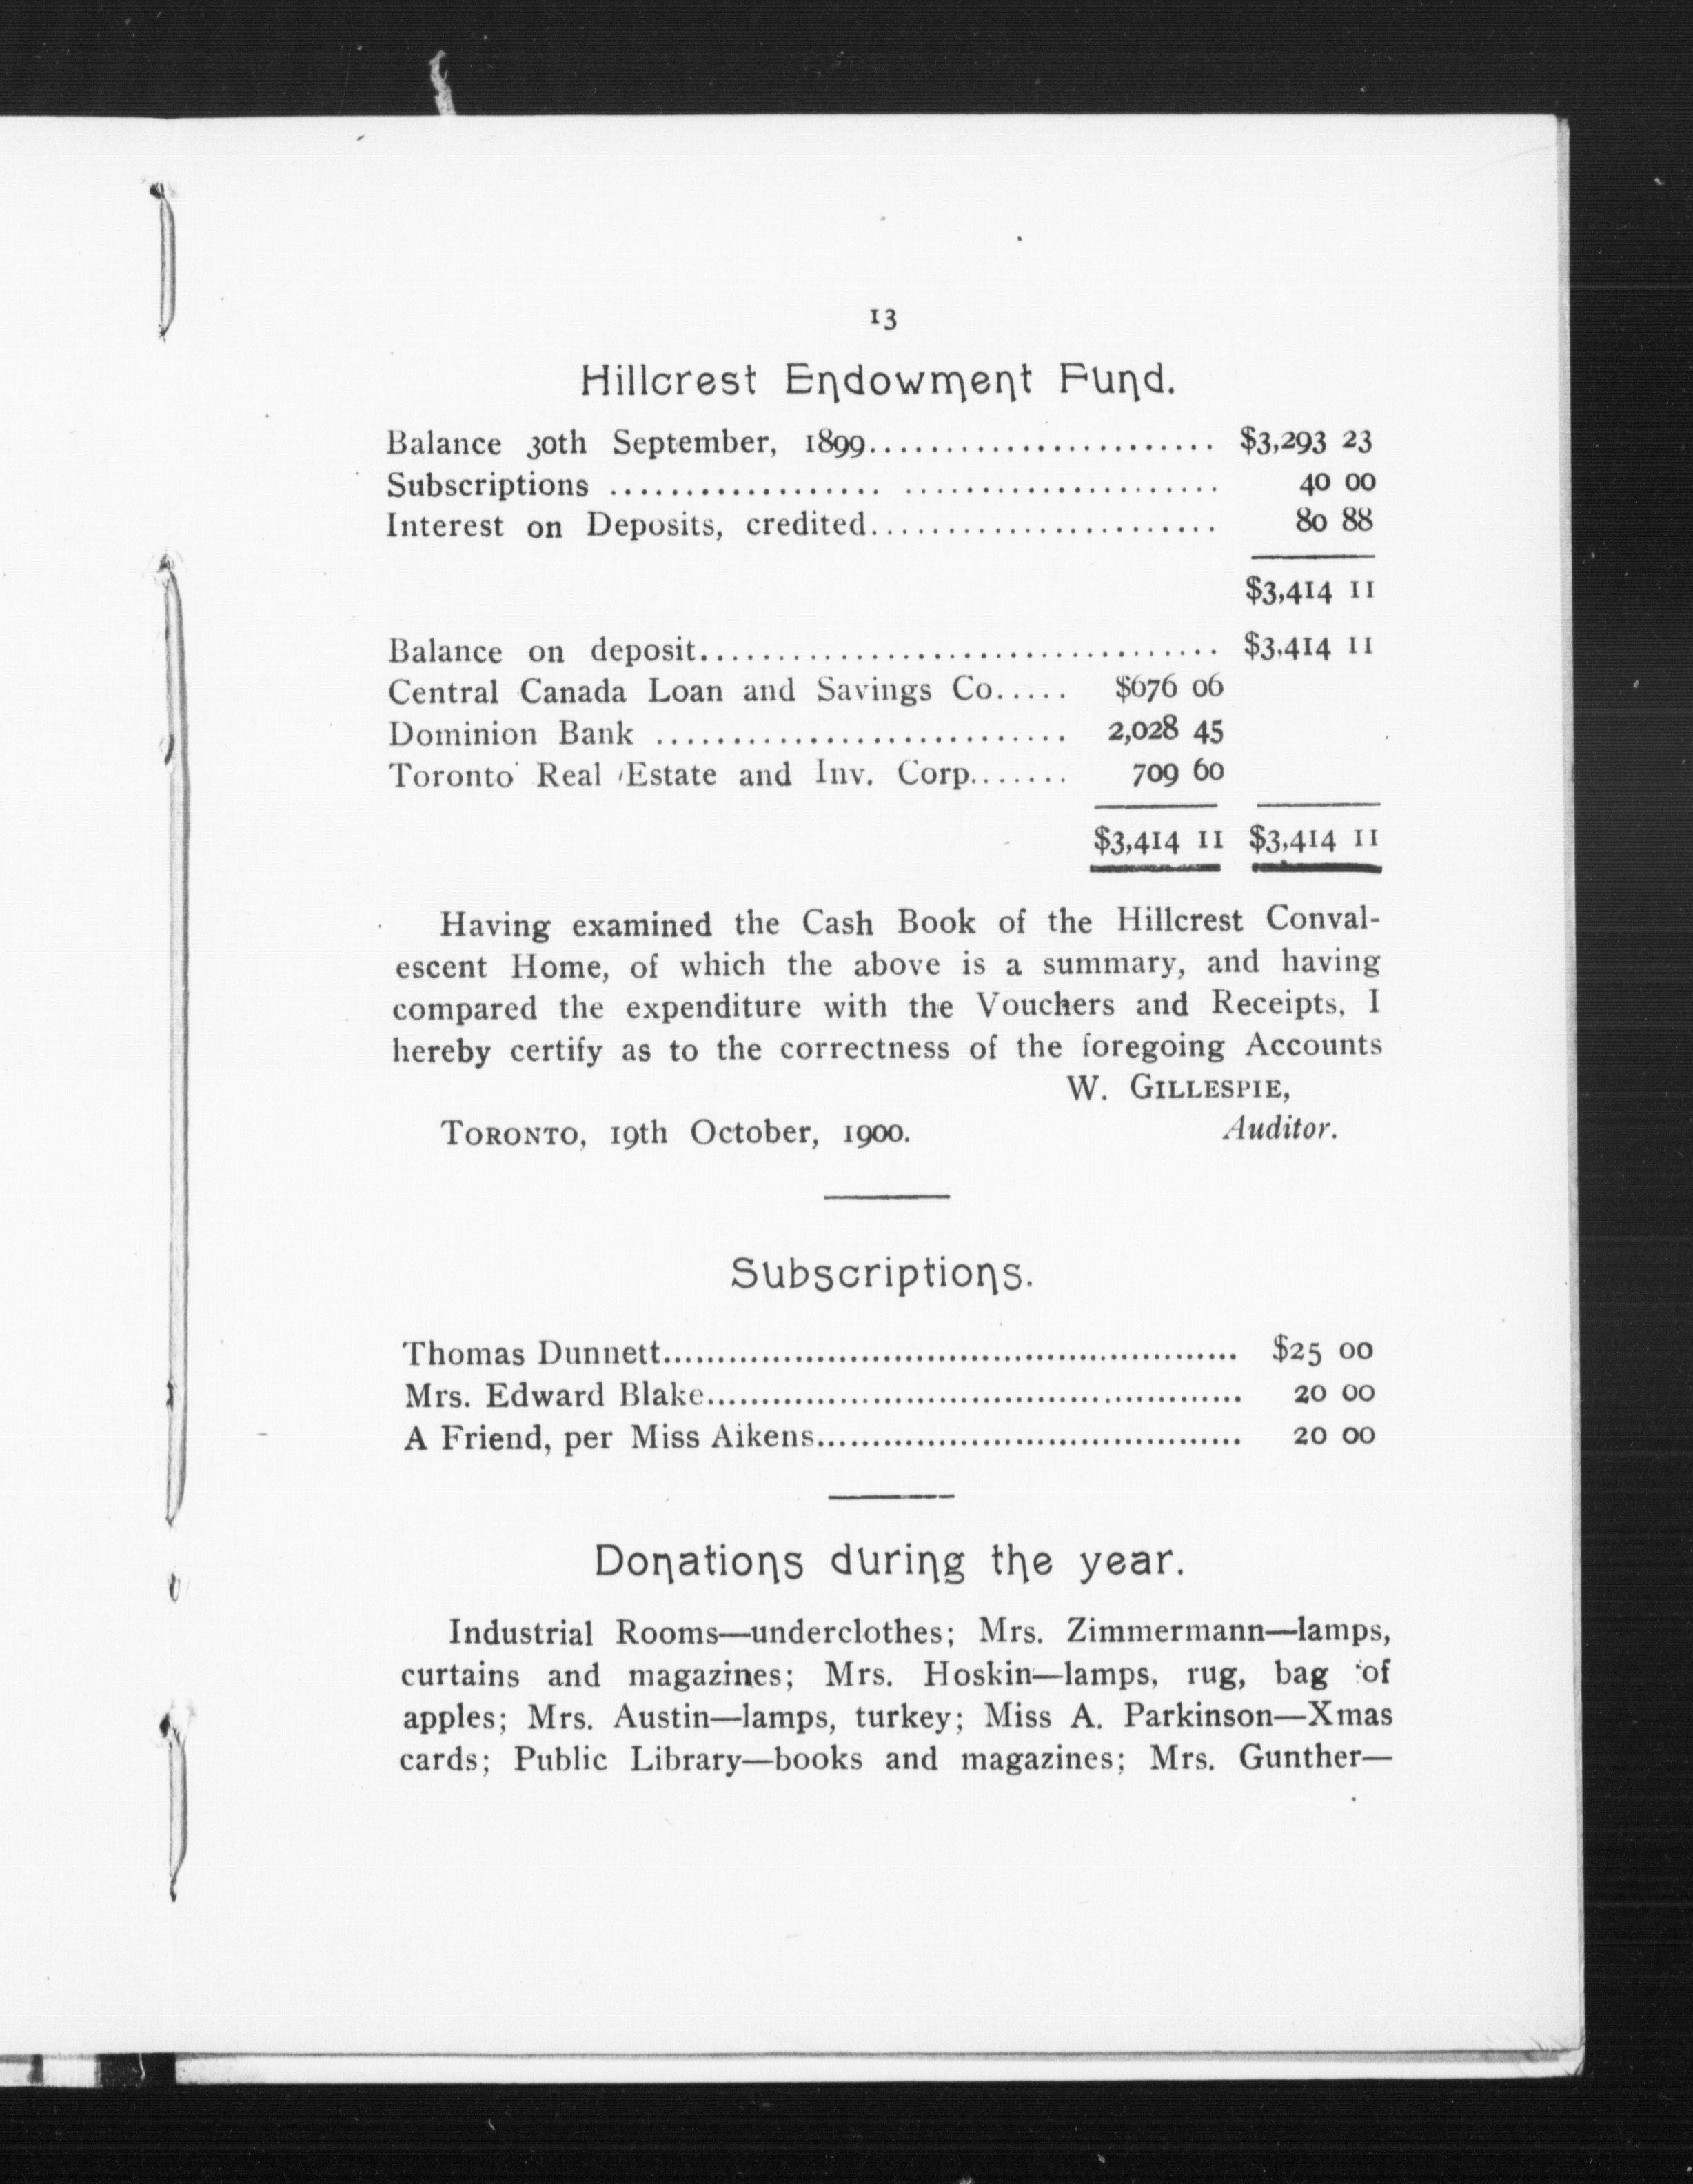 13
Hillcrest Endowment Fund.
Balance 30th September, 1899....................... $3,293 23
Subscriptions .................. ..................... 40 00
Interest on Deposits, credited....................... 80 88
$3,414 11
Balance on deposit.................................. $3,414 11
Central Canada Loan and Savings Co..... $676 06
Dominion Bank ........................... 2,028 45
Toronto Real Estate and Inv. Corp....... 709 60
$3,414 11 $3,414 11
Having examined the Cash Book of the Hillcrest Conval-
escent Home, of which the above is a summary, and having
compared the expenditure with the Vouchers and Receipts, I
hereby certify as to the correctness of the foregoing Accounts
W. GILLESPIE,
TORONTO, 19th October, 1900. Auditor.
Subscriptions.
Thomas Dunnett...................................................... $25 00
Mrs. Edward Blake.................................................. 20 00
A Friend, per Miss Aikens........................................ 20 00
Donations during the year.
Industrial Rooms—underclothes; Mrs. Zimmermann—lamps,
curtains and magazines; Mrs. Hoskin—lamps, rug, bag of
apples; Mrs. Austin—lamps, turkey; Miss A. Parkinson—Xmas
cards; Public Library—books and magazines; Mrs. Gunther—